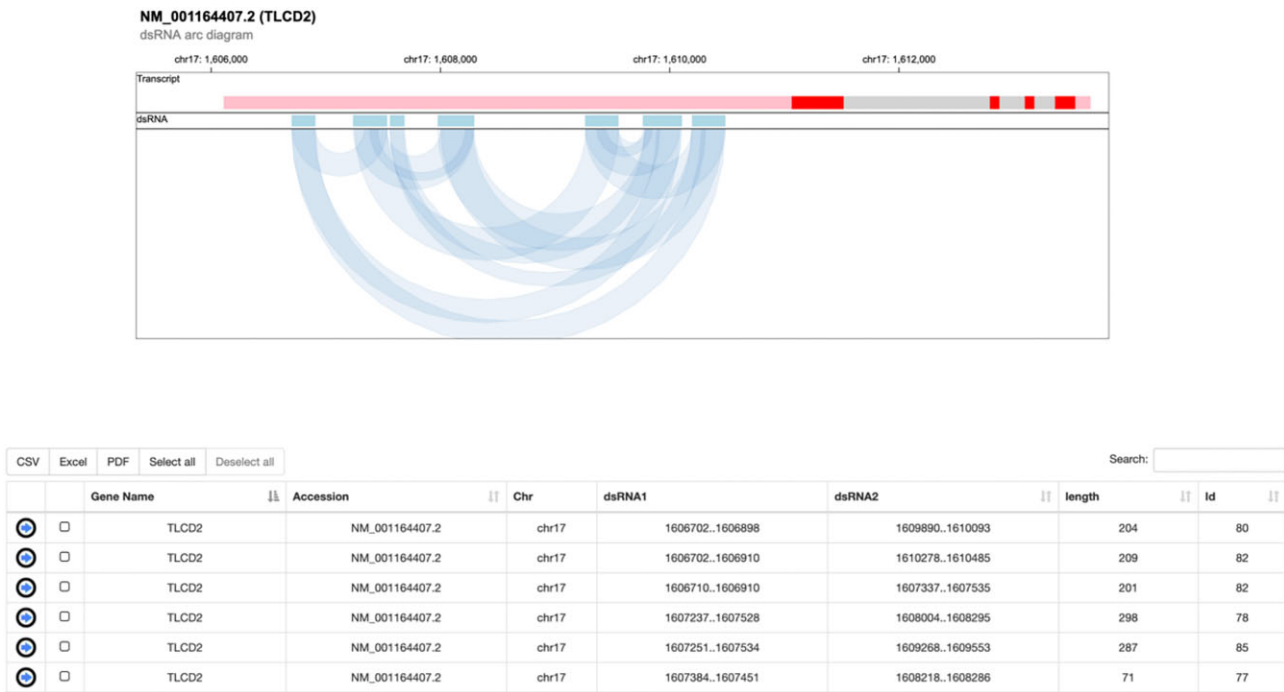 NM_001164407.2 (TLCD2)
dsRNA arc diagram
chr17: 1,606,000 chr17: 1,608,000 chr17: 1,610,000 chr17: 1,612,000
Transcript
dsRNA
CSV Excel PDF Select all Deselect all Search:
Gene Name Accession Chr dsRNA1 dsRNA2 length Id
TLCD2 NM_001164407.2 chr17 1606702..1606898 1609890..1610093 204 80
TLCD2 NM_001164407.2 chr17 1606702..1606910 1610278..1610485 209 82
TLCD2 NM_001164407.2 chr17 1606710..1606910 1607337..1607535 201 82
TLCD2 NM_001164407.2 chr17 1607237..1607528 1608004..1608295 298 78
TLCD2 NM_001164407.2 chr17 1607251..1607534 1609268..1609553 287 85
TLCD2 NM_001164407.2 chr17 1607384..1607451 1608218..1608286 71 77